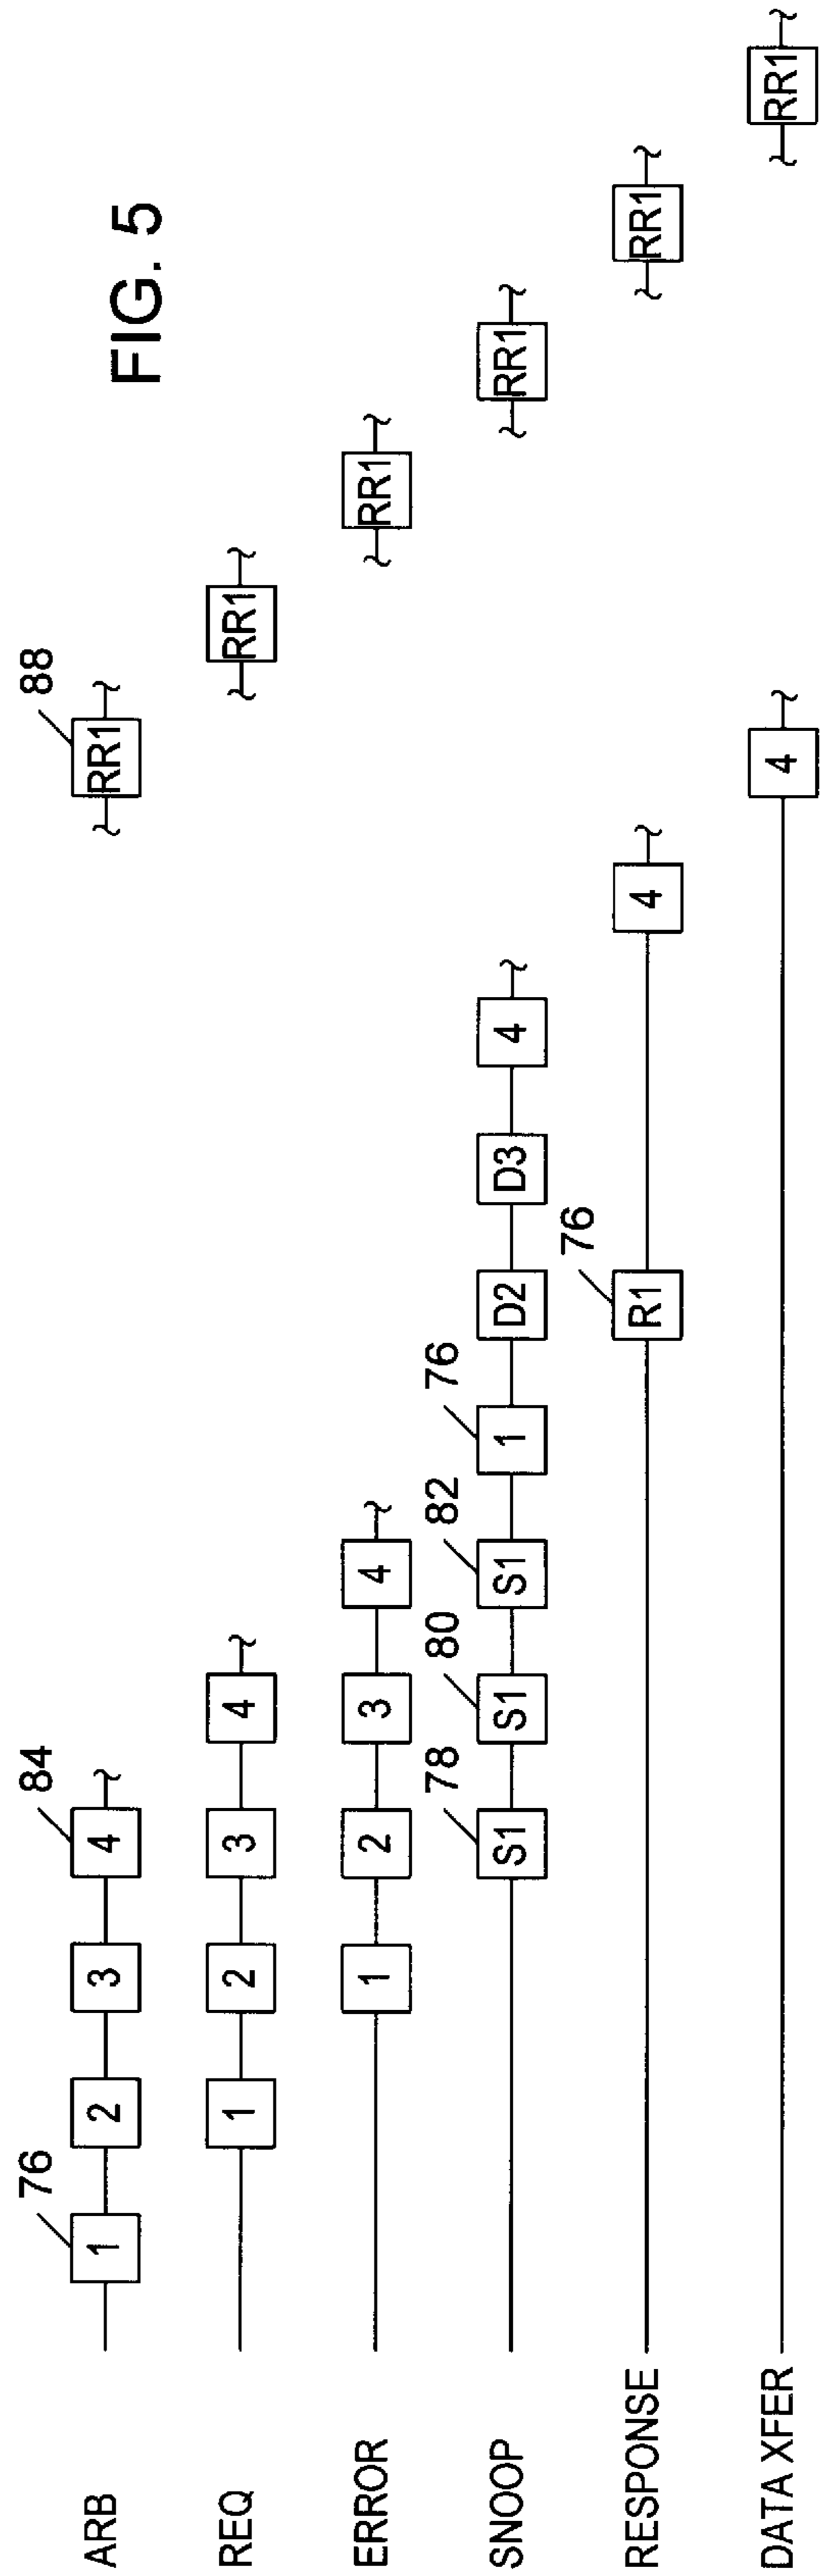 FIG. 5
ARB 1 2 3 4 RR1
76 84 88
REQ 1 2 3 4 RR1
ERROR 1 2 3 4 RR1
SNOOP S1 S1 S1 1 D2 D3 4 RR1
78 80 82 76
RESPONSE R1 4 RR1
76
DATA XFER 4 RR1